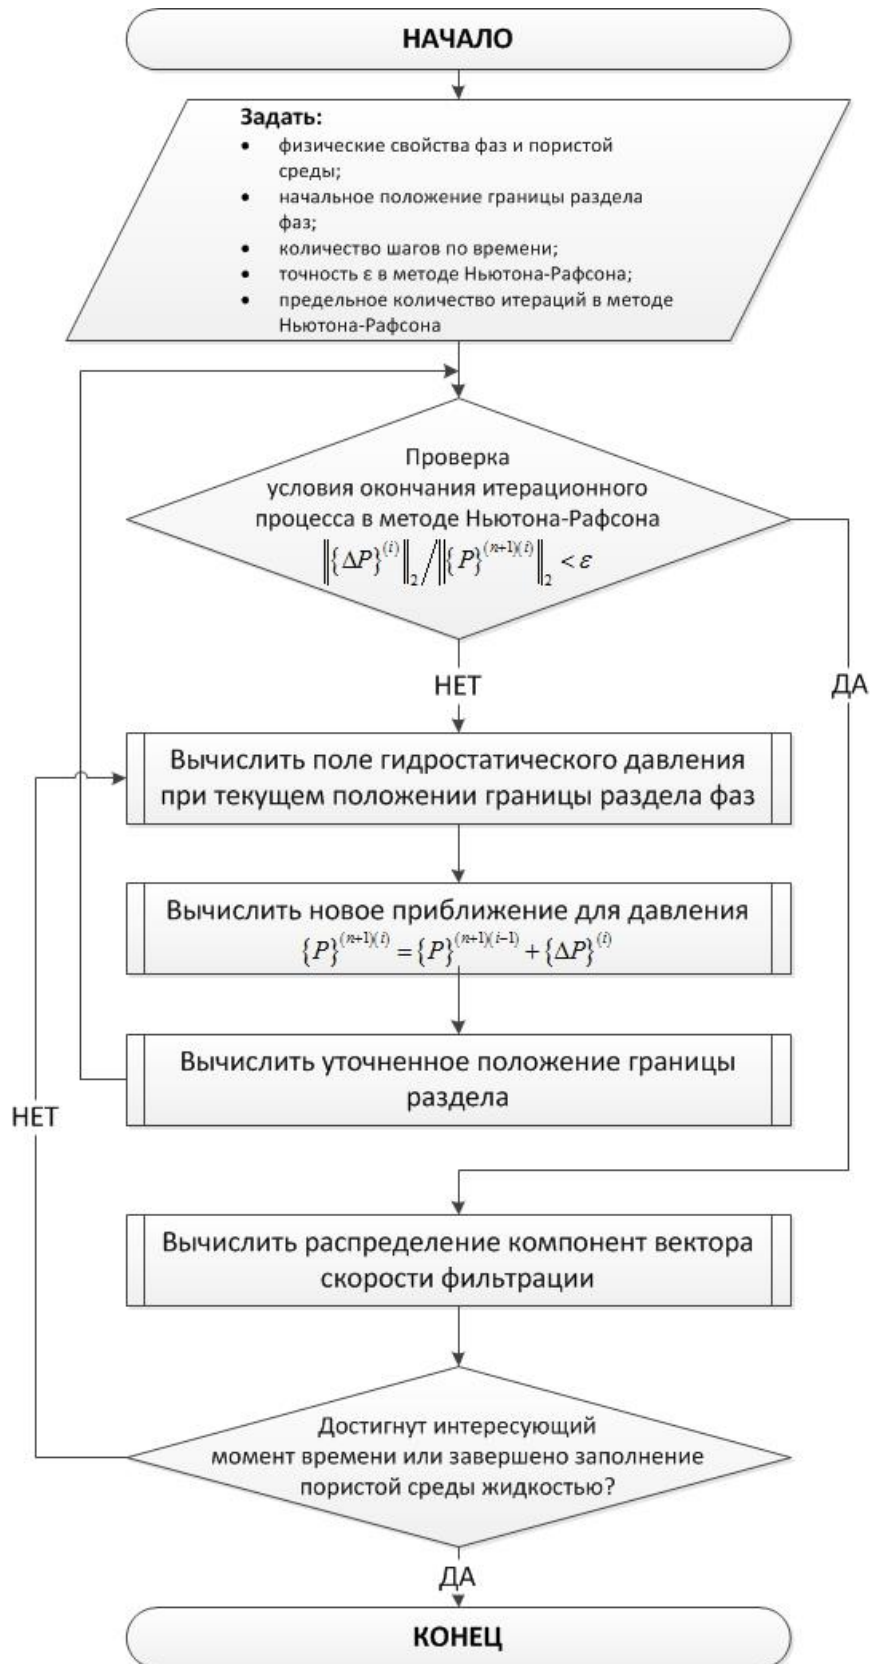 НАЧАЛО
Задать:
• физические свойства фаз и пористой
среды;
• начальное положение границы раздела
фаз;
• количество шагов по времени;
• точность ε в методе Ньютона-Рафсона;
• предельное количество итераций в методе
Ньютона-Рафсона
Проверка
условия окончания итерационного
процесса в методе Ньютона-Рафсона
‖{ΔP}^(i)‖₂/‖{P}^(n+1)(i)‖₂ < ε
НЕТ
ДА
Вычислить поле гидростатического давления
при текущем положении границы раздела фаз
Вычислить новое приближение для давления
{P}^(n+1)(i) = {P}^(n+1)(i−1) + {ΔP}^(i)
Вычислить уточненное положение границы
раздела
НЕТ
Вычислить распределение компонент вектора
скорости фильтрации
Достигнут интересующий
момент времени или завершено заполнение
пористой среды жидкостью?
ДА
КОНЕЦ